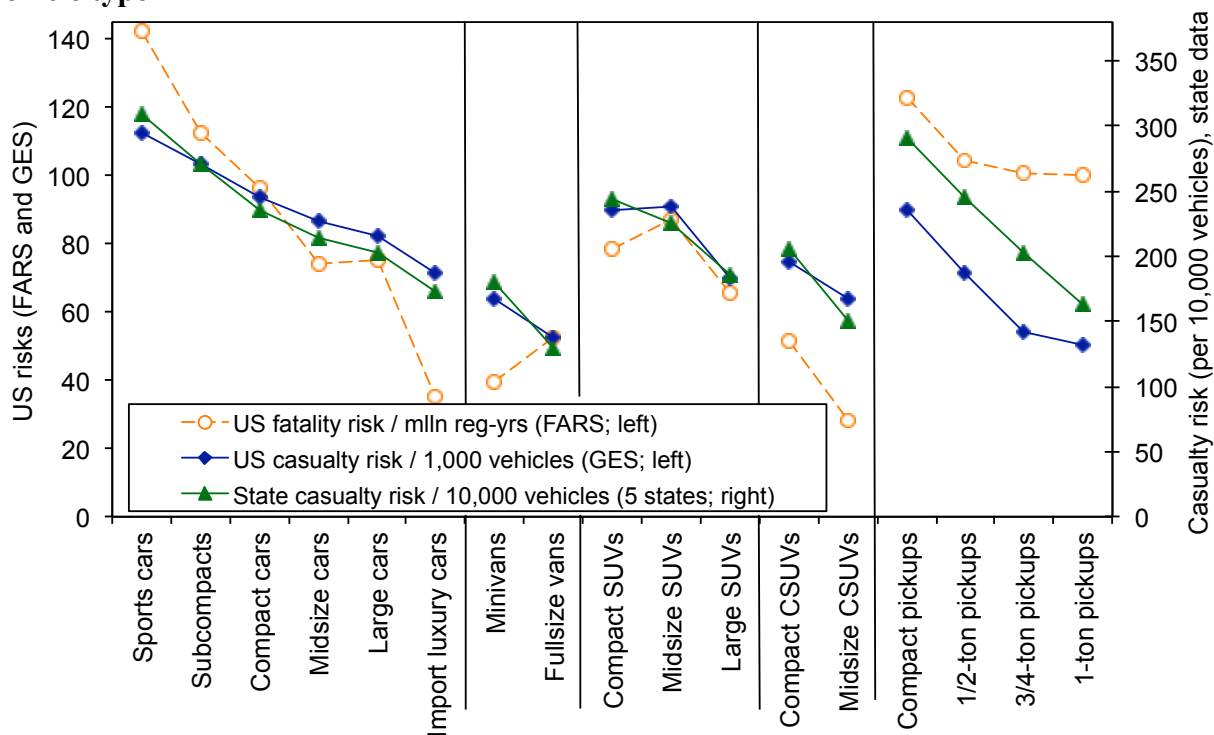 US risks (FARS and GES)
140
120
100
80
60
40
20
0
350
300
250
200
150
100
50
0
Casualty risk (per 10,000 vehicles), state data
US fatality risk / mlln reg-yrs (FARS; left)
US casualty risk / 1,000 vehicles (GES; left)
State casualty risk / 10,000 vehicles (5 states; right)
Sports cars
Subcompacts
Compact cars
Midsize cars
Large cars
Import luxury cars
Minivans
Fullsize vans
Compact SUVs
Midsize SUVs
Large SUVs
Compact CSUVs
Midsize CSUVs
Compact pickups
1/2-ton pickups
3/4-ton pickups
1-ton pickups